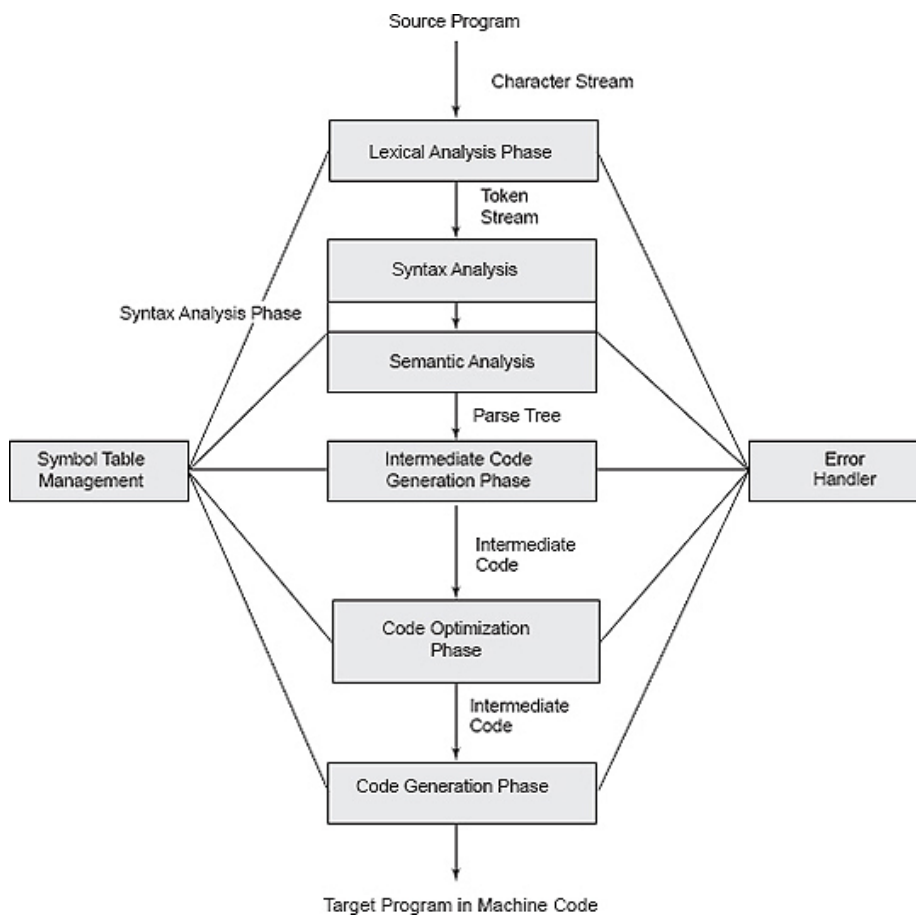 Source Program
Character Stream
Lexical Analysis Phase
Token
Stream
Syntax Analysis
Syntax Analysis Phase
Semantic Analysis
Parse Tree
Symbol Table
Management
Intermediate Code
Generation Phase
Error
Handler
Intermediate
Code
Code Optimization
Phase
Intermediate
Code
Code Generation Phase
Target Program in Machine Code